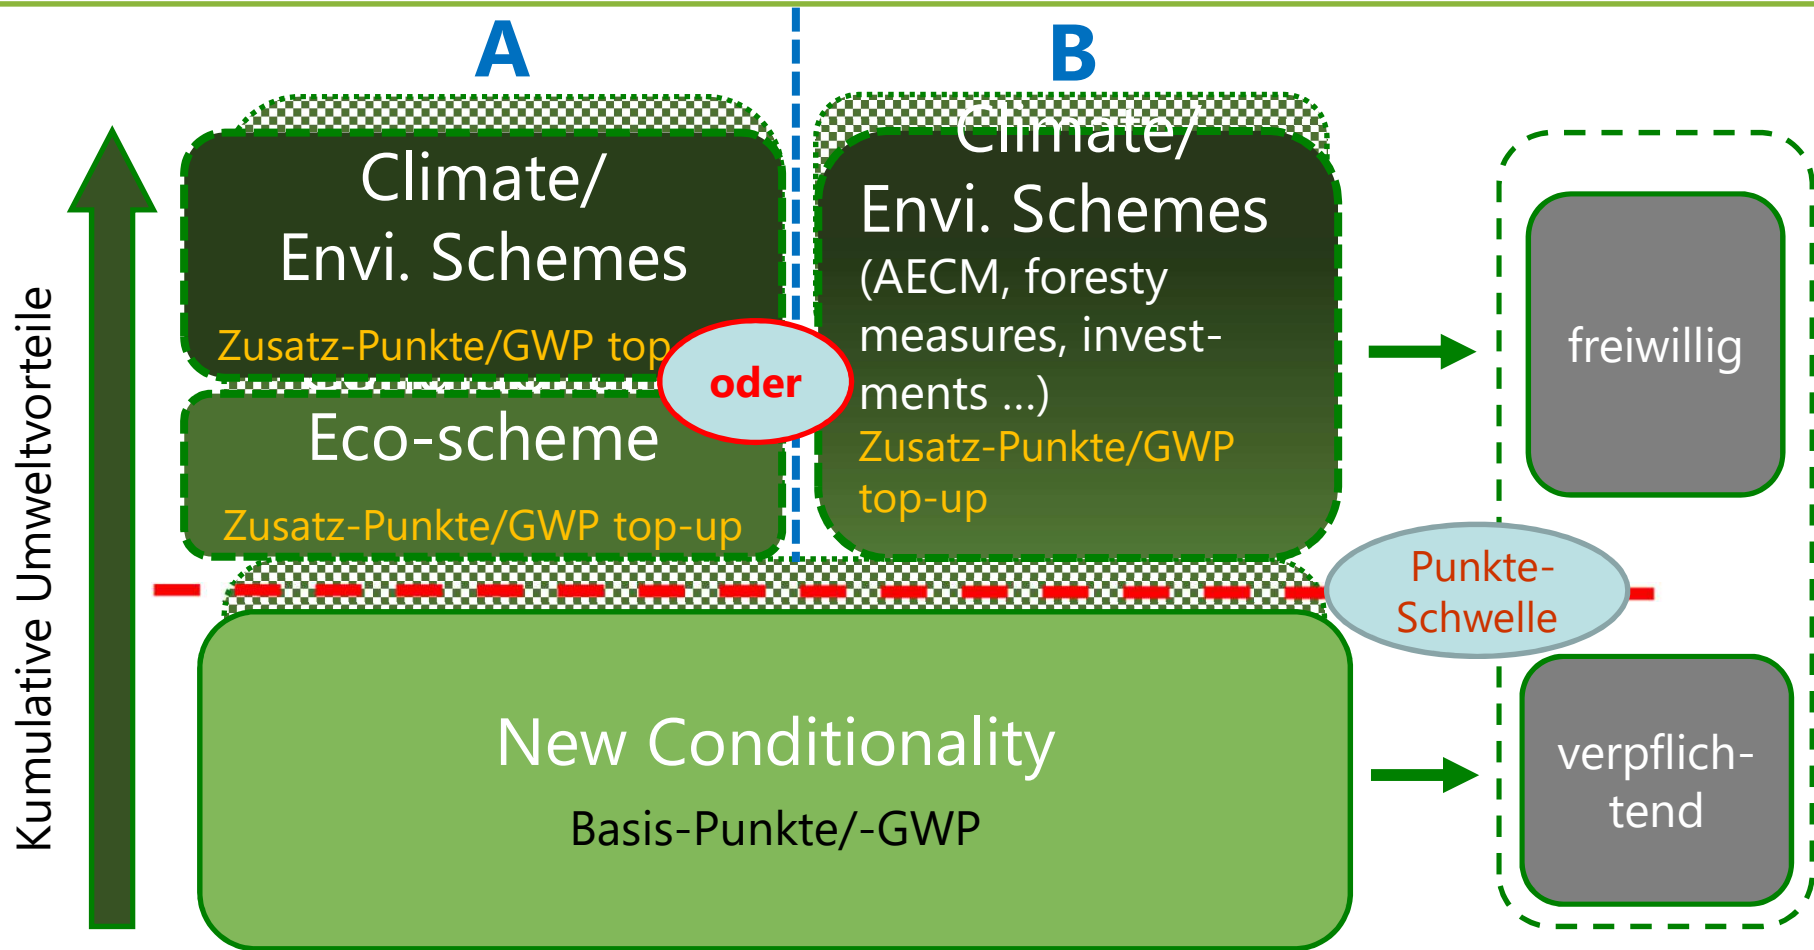 A
B
Climate/
Envi. Schemes
Zusatz-Punkte/GWP top-
Eco-scheme
Zusatz-Punkte/GWP top-up
oder
Climate/
Envi. Schemes
(AECM, foresty
measures, invest-
ments ...)
Zusatz-Punkte/GWP
top-up
freiwillig
Punkte-
Schwelle
New Conditionality
Basis-Punkte/-GWP
verpflich-
tend
Kumulative Umweltvorteile